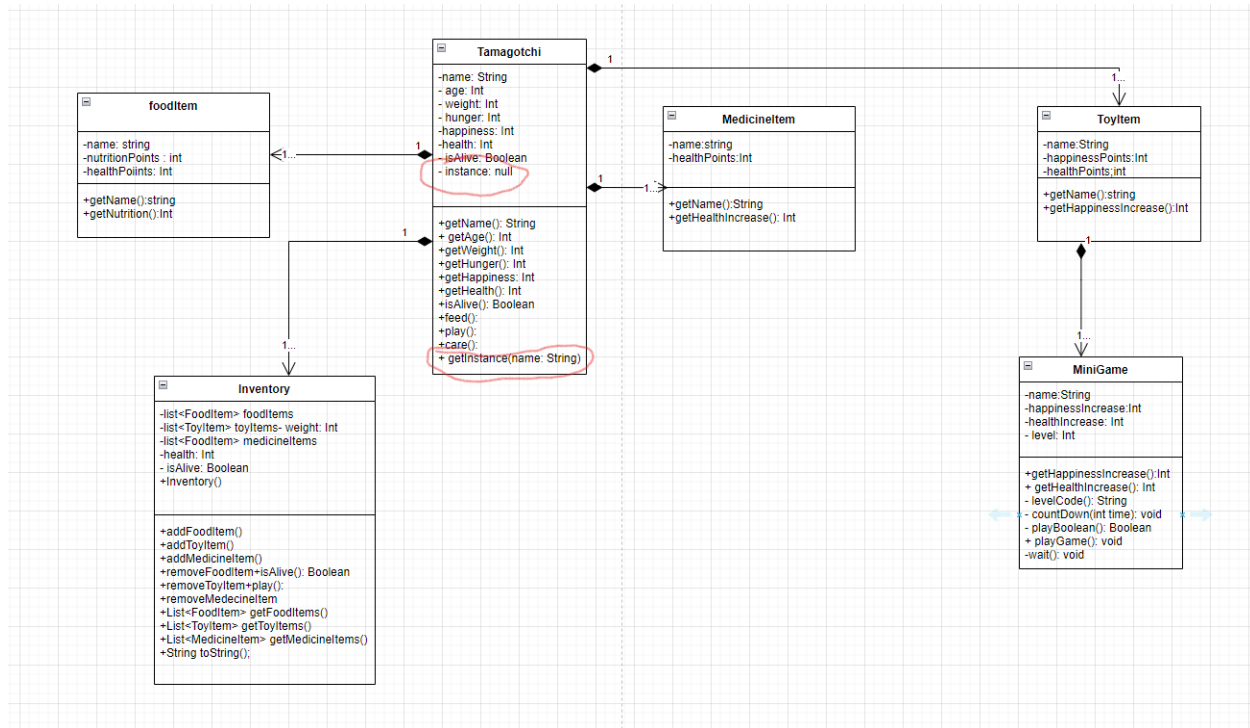 Tamagotchi
-name: String
- age: Int
- weight: Int
- hunger: Int
-happiness: Int
-health: Int
- isAlive: Boolean
- instance: null
+getName(): String
+ getAge(): Int
+getWeight(): Int
+getHunger(): Int
+getHappiness: Int
+getHealth(): Int
+isAlive(): Boolean
+feed():
+play():
+care():
+ getInstance(name: String)
1
1...
1
1...
1
1...
1
1...
foodItem
-name: string
-nutritionPoints : int
-healthPoiints: Int
+getName():string
+getNutrition():Int
MedicineItem
-name:string
-healthPoints:Int
+getName():String
+getHealthIncrease(): Int
ToyItem
-name:String
-happinessPoints:Int
-healthPoints;int
+getName():string
+getHappinessIncrease():Int
1
1...
Inventory
-list<FoodItem> foodItems
-list<ToyItem> toyItems- weight: Int
-list<FoodItem> medicineItems
-health: Int
- isAlive: Boolean
+Inventory()
+addFoodItem()
+addToyItem()
+addMedicineItem()
+removeFoodItem+isAlive(): Boolean
+removeToyItem+play():
+removeMedecineItem
+List<FoodItem> getFoodItems()
+List<ToyItem> getToyItems()
+List<MedicineItem> getMedicineItems()
+String toString();
MiniGame
-name:String
-happinessIncrease:Int
-healthIncrease: Int
- level: Int
+getHappinessIncrease():Int
+ getHealthIncrease(): Int
- levelCode(): String
- countDown(int time): void
- playBoolean(): Boolean
+ playGame(): void
-wait(): void